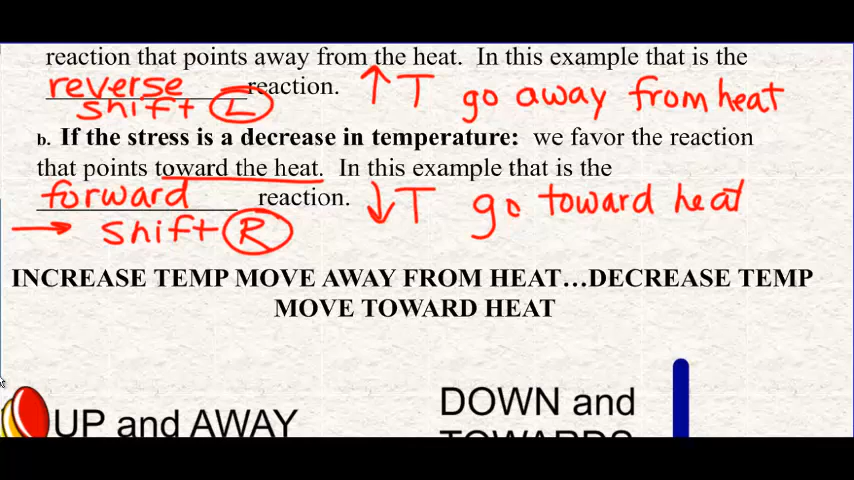 reaction that points away from the heat. In this example that is the
reverse reaction. ↑T go away from heat
shift L
b. If the stress is a decrease in temperature: we favor the reaction
that points toward the heat. In this example that is the
forward reaction. ↓T go toward heat
→ shift R
INCREASE TEMP MOVE AWAY FROM HEAT…DECREASE TEMP
MOVE TOWARD HEAT
UP and AWAY
DOWN and
TOWARDS